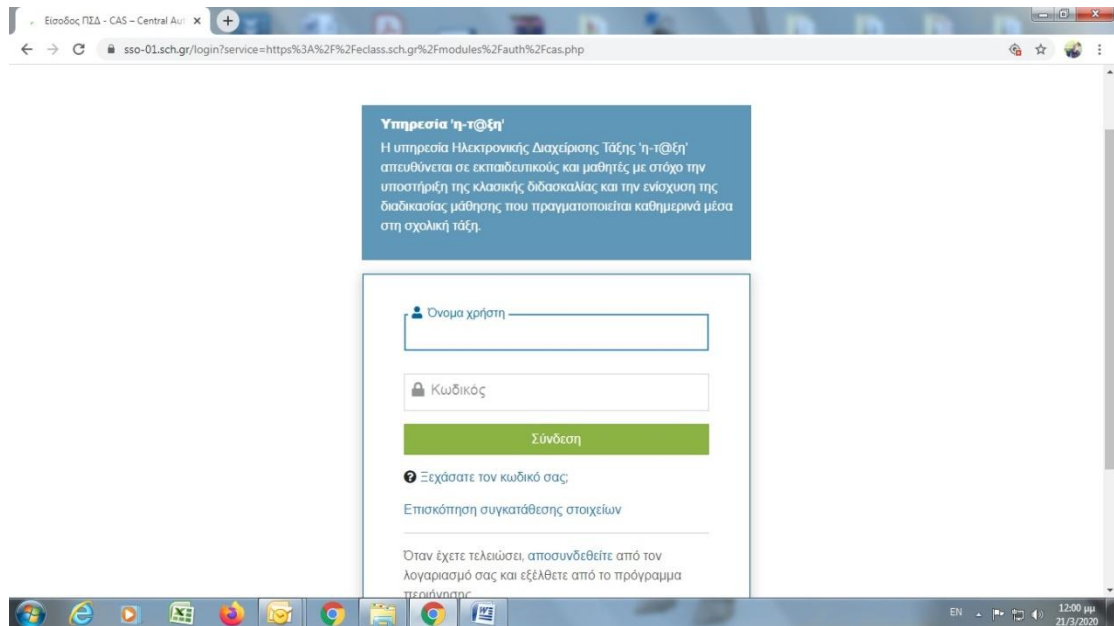 Είσοδος ΠΣΔ - CAS – Central Aut
sso-01.sch.gr/login?service=https%3A%2F%2Feclass.sch.gr%2Fmodules%2Fauth%2Fcas.php
Υπηρεσία 'η-τ@ξη'
Η υπηρεσία Ηλεκτρονικής Διαχείρισης Τάξης 'η-τ@ξη'
απευθύνεται σε εκπαιδευτικούς και μαθητές με στόχο την
υποστήριξη της κλασικής διδασκαλίας και την ενίσχυση της
διαδικασίας μάθησης που πραγματοποιείται καθημερινά μέσα
στη σχολική τάξη.
Όνομα χρήστη
Κωδικός
Σύνδεση
Ξεχάσατε τον κωδικό σας;
Επισκόπηση συγκατάθεσης στοιχείων
Όταν έχετε τελειώσει, αποσυνδεθείτε από τον
λογαριασμό σας και εξέλθετε από το πρόγραμμα
περιήγησης
EN
12:00 μμ
21/3/2020